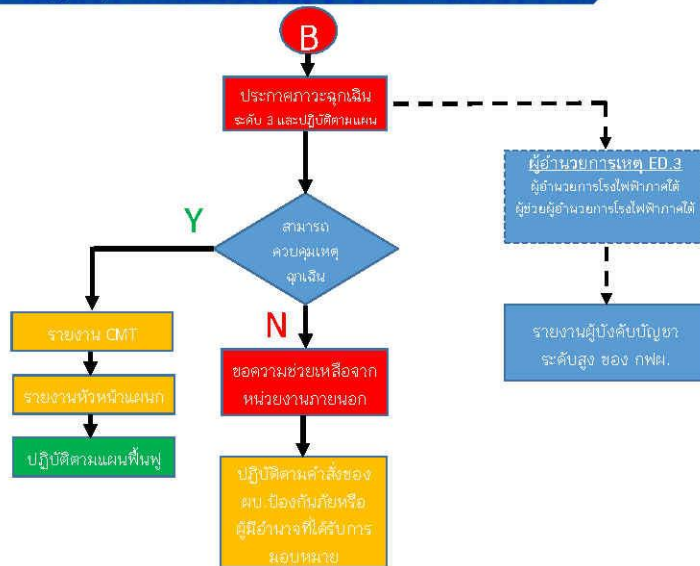 B
ประกาศภาวะฉุกเฉิน
ระดับ 3 และปฏิบัติตามแผน
ผู้อำนวยการเหตุ ED.3
ผู้อำนวยการโรงไฟฟ้าภาคใต้
ผู้ช่วยผู้อำนวยการโรงไฟฟ้าภาคใต้
Y
สามารถ
ควบคุมเหตุ
ฉุกเฉิน
N
รายงาน CMT
รายงานหัวหน้าแผนก
ปฏิบัติตามแผนฟื้นฟู
ขอความช่วยเหลือจาก
หน่วยงานภายนอก
รายงานผู้บังคับบัญชา
ระดับสูง ของ กฟผ.
ปฏิบัติตามคำสั่งของ
ผบ.ป้องกันภัยหรือ
ผู้มีอำนาจที่ได้รับการ
มอบหมาย